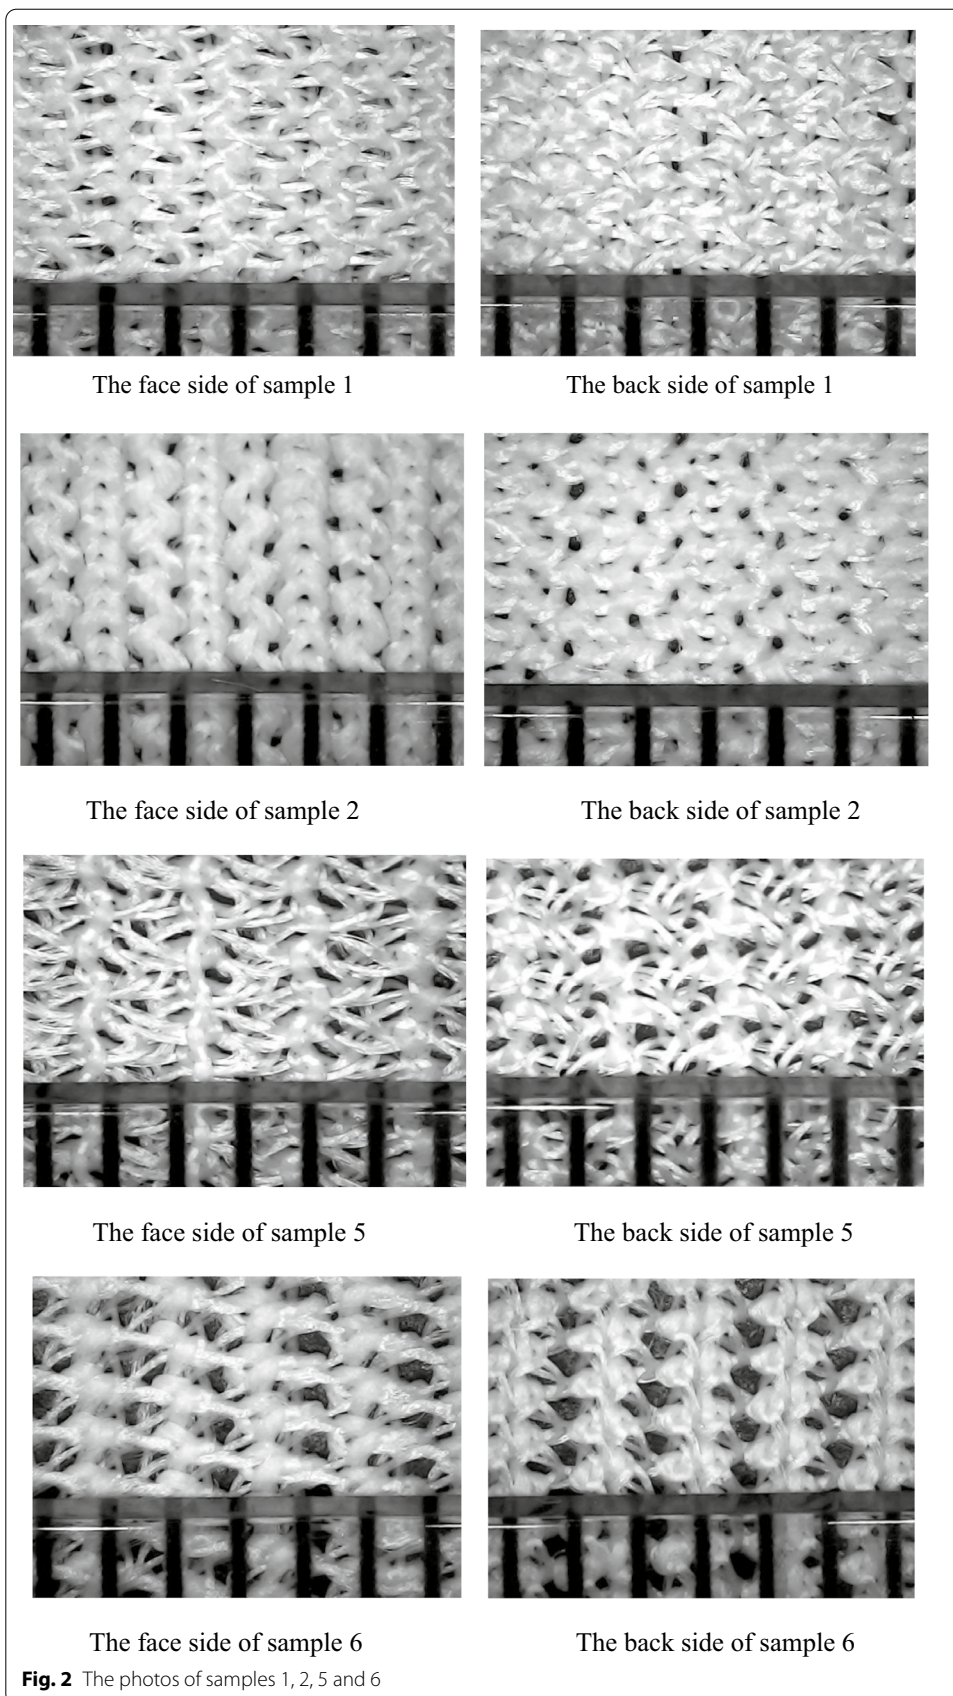 The face side of sample 1
The back side of sample 1
The face side of sample 2
The back side of sample 2
The face side of sample 5
The back side of sample 5
The face side of sample 6
The back side of sample 6
Fig. 2 The photos of samples 1, 2, 5 and 6